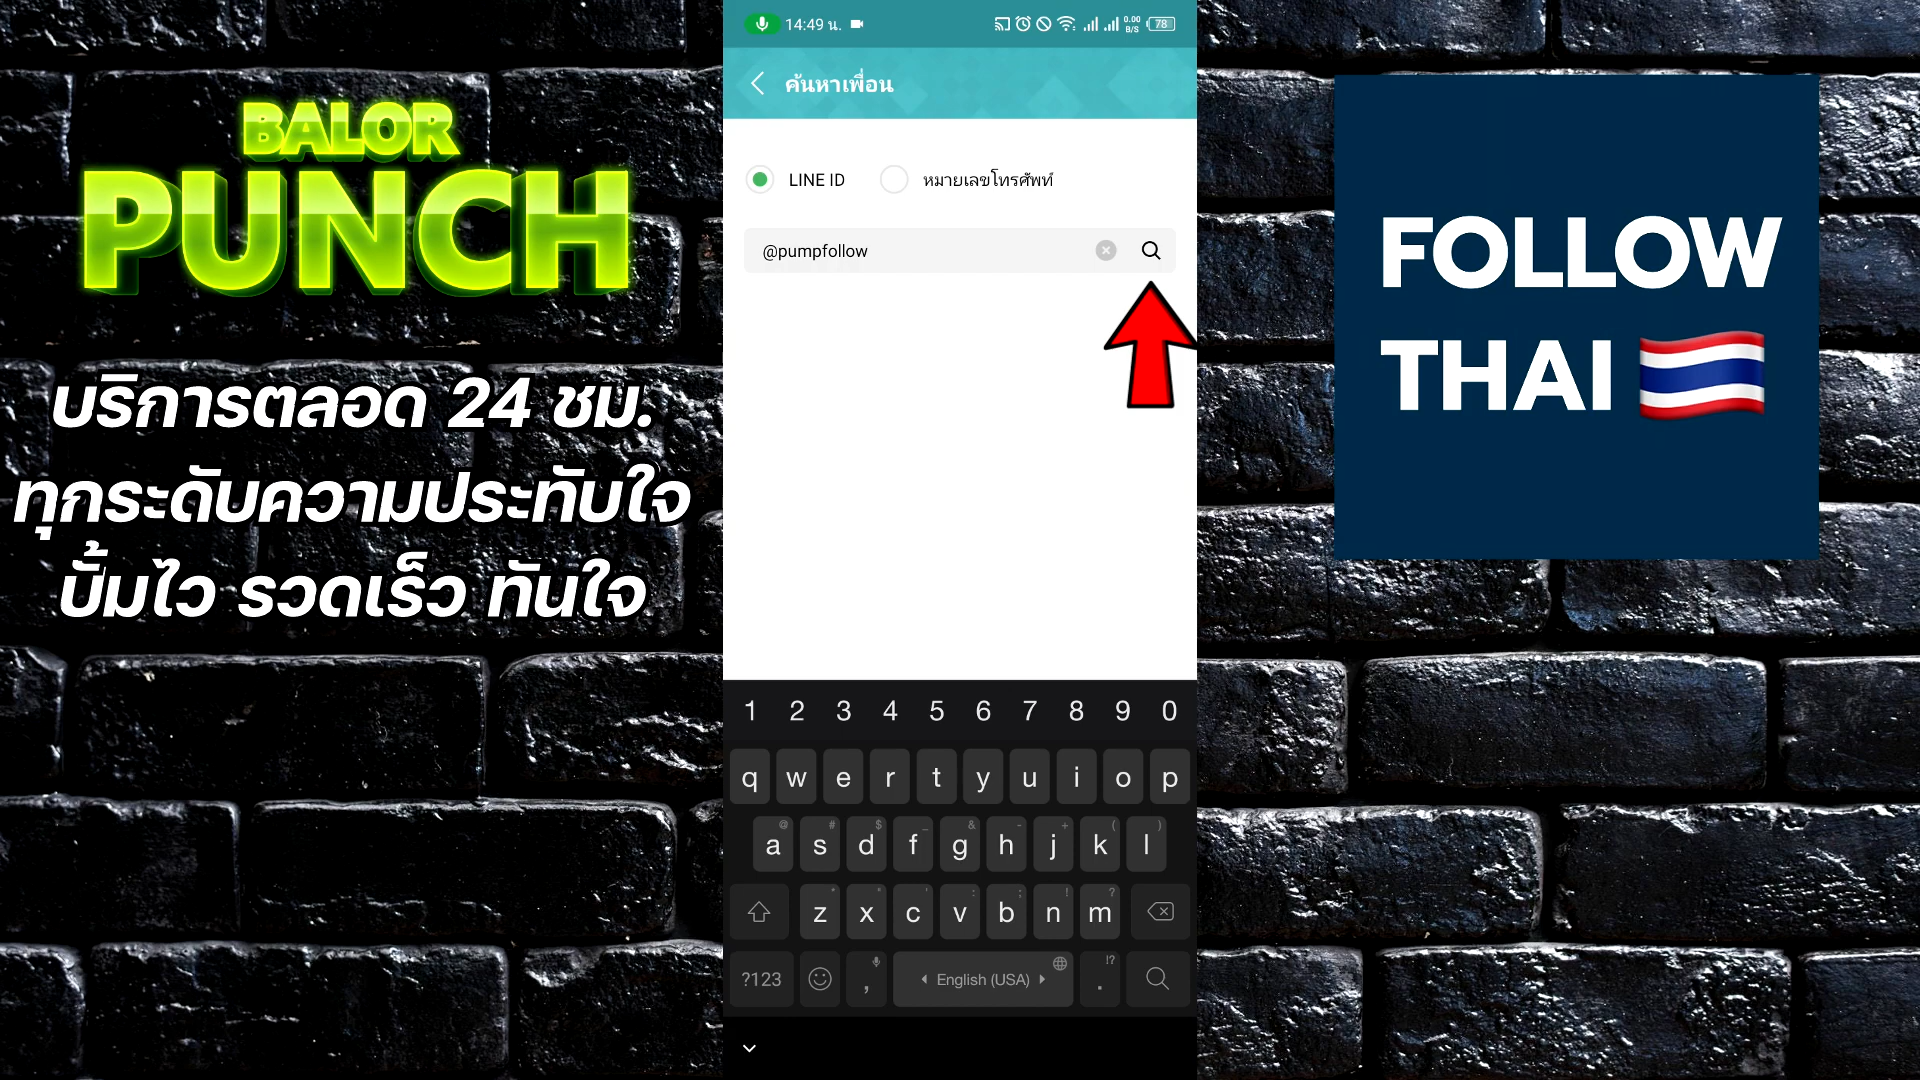 BALOR
PUNCH
บริการตลอด 24 ชม.
ทุกระดับความประทับใจ
ปั้มไว รวดเร็ว ทันใจ
14:49 น.
0.00
B/S
78
ค้นหาเพื่อน
LINE ID
หมายเลขโทรศัพท์
@pumpfollow
1 2 3 4 5 6 7 8 9 0
q w e r t y u i o p
@ # $ _ & - + ( )
a s d f g h j k l
* " ' : ; ! ?
z x c v b n m
!?
?123 , English (USA) .
FOLLOW
THAI